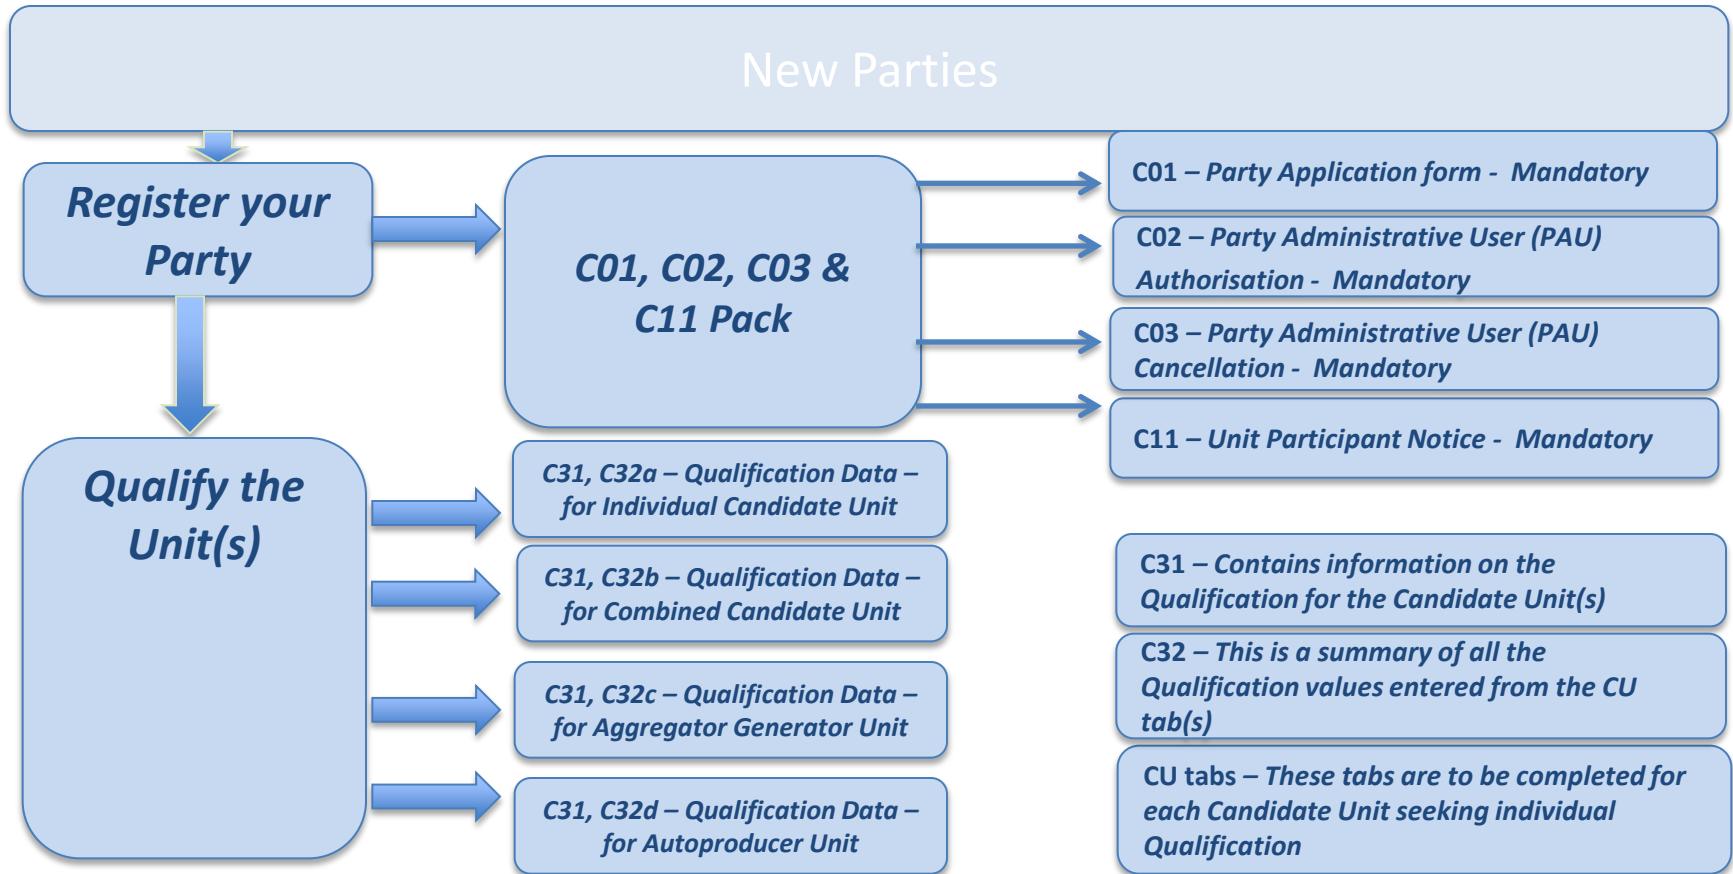 New Parties
Register your
Party
C01, C02, C03 &
C11 Pack
C01 – Party Application form -  Mandatory
C02 – Party Administrative User (PAU)
Authorisation -  Mandatory
C03 – Party Administrative User (PAU)
Cancellation -  Mandatory
C11 – Unit Participant Notice -  Mandatory
Qualify the
Unit(s)
C31, C32a – Qualification Data –
for Individual Candidate Unit
C31, C32b – Qualification Data –
for Combined Candidate Unit
C31, C32c – Qualification Data –
for Aggregator Generator Unit
C31, C32d – Qualification Data –
for Autoproducer Unit
C31 – Contains information on the
Qualification for the Candidate Unit(s)
C32 – This is a summary of all the
Qualification values entered from the CU
tab(s)
CU tabs – These tabs are to be completed for
each Candidate Unit seeking individual
Qualification